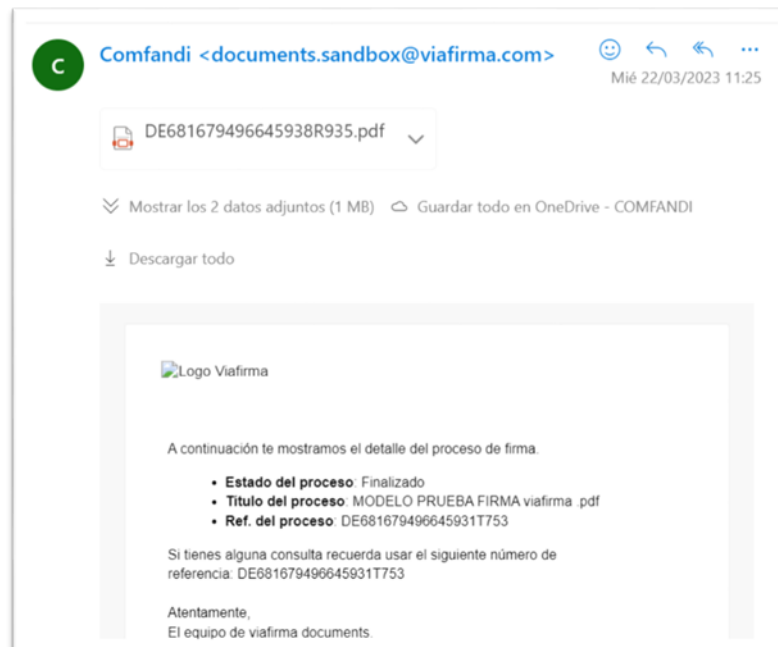 C
Comfandi <documents.sandbox@viafirma.com>
Mié 22/03/2023 11:25
DE681679496645938R935.pdf
Mostrar los 2 datos adjuntos (1 MB) Guardar todo en OneDrive - COMFANDI
Descargar todo
Logo Viafirma
A continuación te mostramos el detalle del proceso de firma.
• Estado del proceso: Finalizado
• Titulo del proceso: MODELO PRUEBA FIRMA viafirma .pdf
• Ref. del proceso: DE681679496645931T753
Si tienes alguna consulta recuerda usar el siguiente número de
referencia: DE681679496645931T753
Atentamente,
El equipo de viafirma documents.